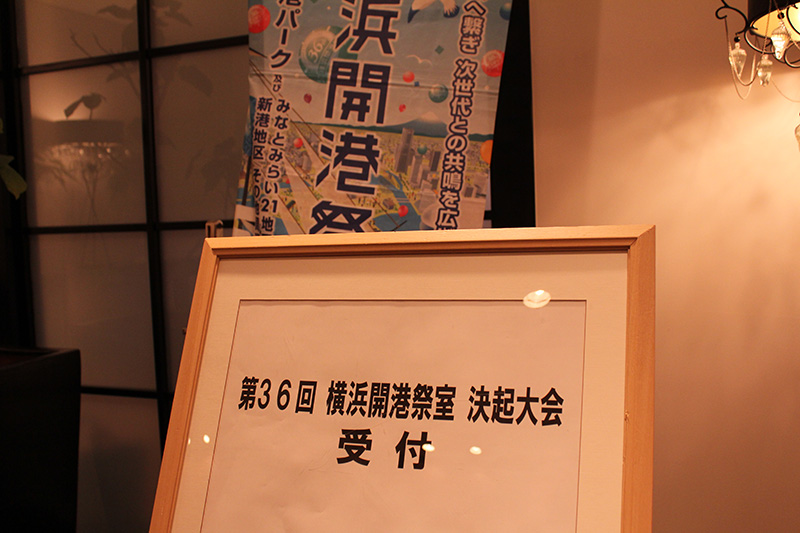 へ繋ぎ 次世代との共鳴を広
浜開港祭
港パーク 及び みなとみらい21地
新港地区 その
第36回 横浜開港祭室 決起大会
受付